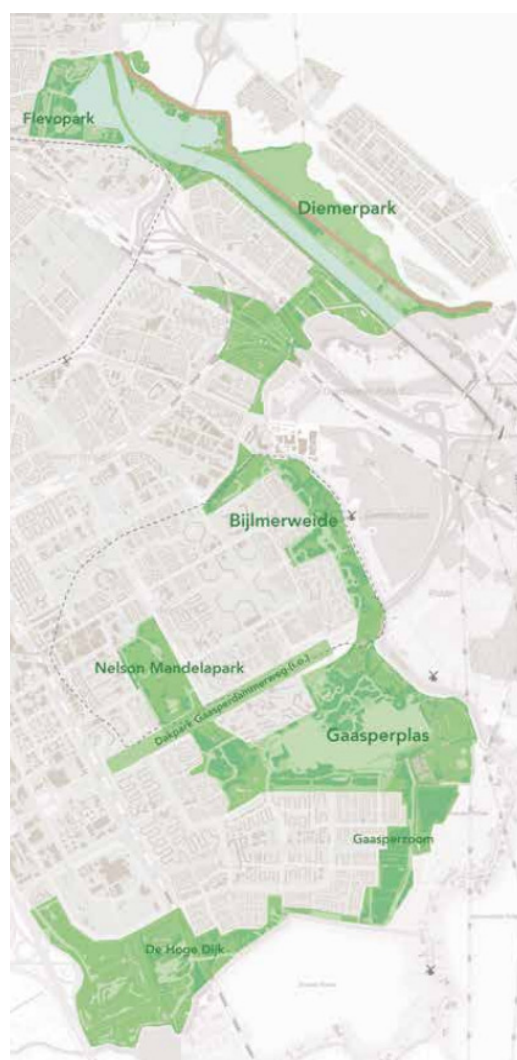 Flevopark
Diemerpark
Bijlmerweide
Nelson Mandelapark
Dakpark Gaasperdammerweg (i.o.)
Gaasperplas
Gaasperzoom
De Hoge Dijk